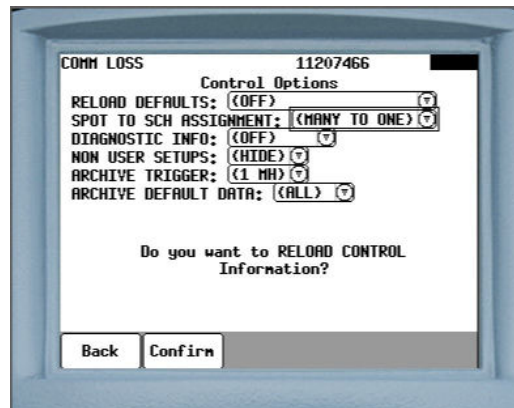 COMM LOSS 11207466
Control Options
RELOAD DEFAULTS: (OFF)
SPOT TO SCH ASSIGNMENT: (MANY TO ONE)
DIAGNOSTIC INFO: (OFF)
NON USER SETUPS: (HIDE)
ARCHIVE TRIGGER: (1 MH)
ARCHIVE DEFAULT DATA: (ALL)
Do you want to RELOAD CONTROL
Information?
Back Confirm